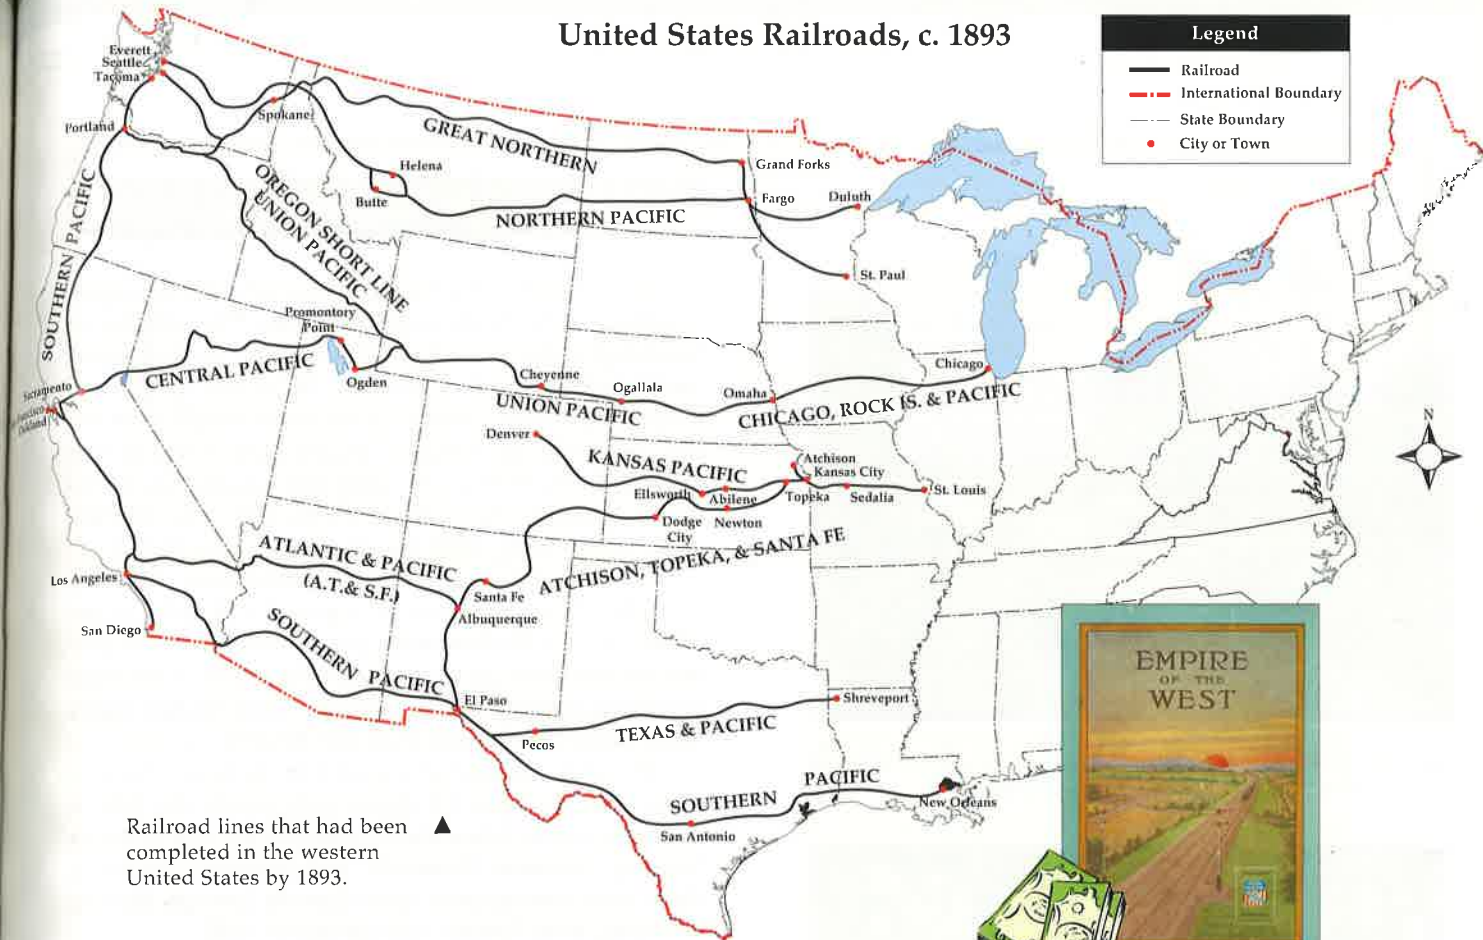 United States Railroads, c. 1893
Legend
Railroad
International Boundary
State Boundary
City or Town
Everett
Seattle
Tacoma
Portland
Spokane
Helena
Butte
GREAT NORTHERN
Grand Forks
Fargo
Duluth
NORTHERN PACIFIC
St. Paul
OREGON SHORT LINE
UNION PACIFIC
SOUTHERN PACIFIC
Promontory
Point
CENTRAL PACIFIC
Ogden
Sacramento
San Francisco
Oakland
Cheyenne
Ogallala
Omaha
Chicago
UNION PACIFIC
CHICAGO, ROCK IS. & PACIFIC
Denver
KANSAS PACIFIC
Atchison
Kansas City
Ellsworth
Abilene
Topeka
Sedalia
St. Louis
Dodge
City
Newton
ATLANTIC & PACIFIC
(A.T.& S.F.)
ATCHISON, TOPEKA, & SANTA FE
Los Angeles
Santa Fe
Albuquerque
San Diego
SOUTHERN PACIFIC
El Paso
Pecos
TEXAS & PACIFIC
Shreveport
SOUTHERN PACIFIC
San Antonio
New Orleans
N
EMPIRE
OF THE
WEST
Railroad lines that had been
completed in the western
United States by 1893.